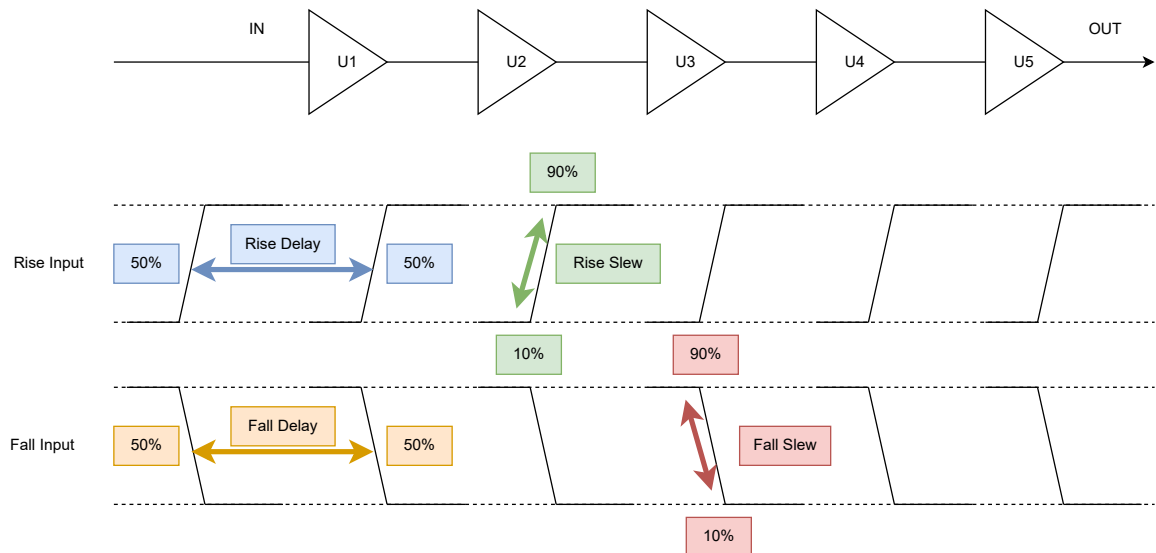 IN
OUT
U1
U2
U3
U4
U5
90%
Rise Input
50%
Rise Delay
50%
Rise Slew
10%
90%
Fall Input
50%
Fall Delay
50%
Fall Slew
10%